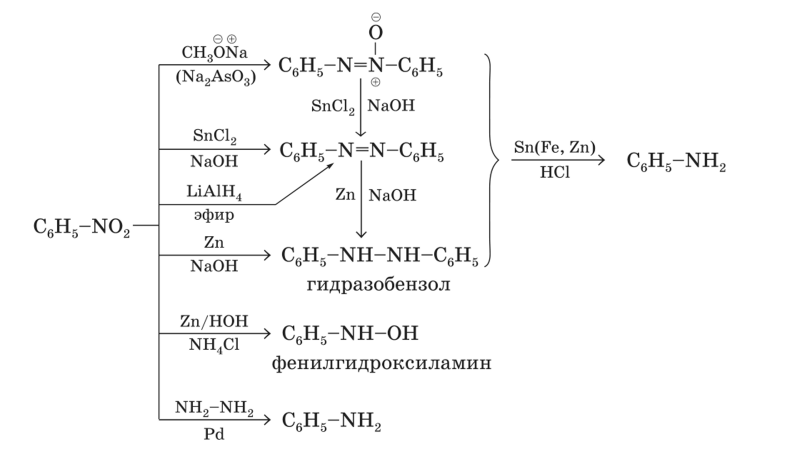 ⊖
O
⊖ ⊕
CH₃ONa
(Na₂AsO₃)
C₆H₅–N=N–C₆H₅
⊕
SnCl₂ NaOH
SnCl₂
NaOH
C₆H₅–N=N–C₆H₅
Sn(Fe, Zn)
HCl
C₆H₅–NH₂
LiAlH₄
эфир
Zn NaOH
C₆H₅–NO₂
Zn
NaOH
C₆H₅–NH–NH–C₆H₅
гидразобензол
Zn/HOH
NH₄Cl
C₆H₅–NH–OH
фенилгидроксиламин
NH₂–NH₂
Pd
C₆H₅–NH₂